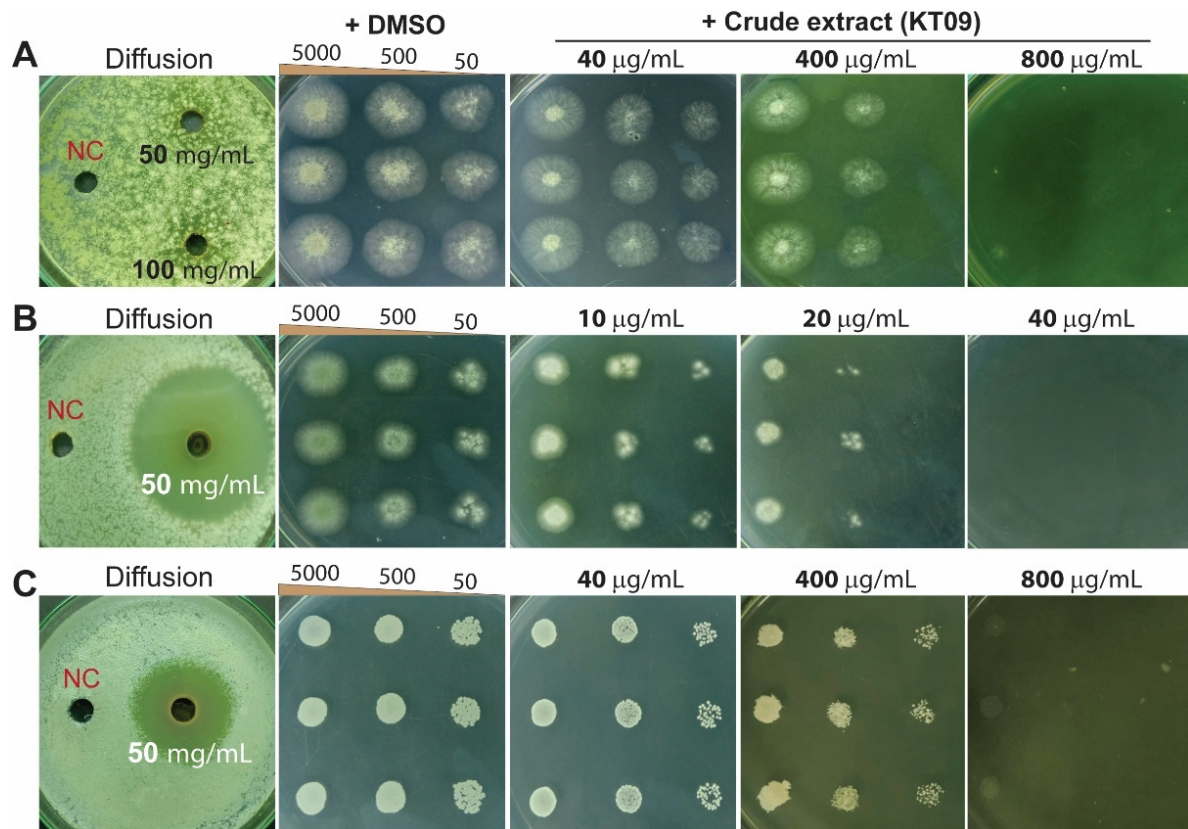 + DMSO
+ Crude extract (KT09)
A
Diffusion
5000 500 50
40 μg/mL
400 μg/mL
800 μg/mL
NC
50 mg/mL
100 mg/mL
B
Diffusion
5000 500 50
10 μg/mL
20 μg/mL
40 μg/mL
NC
50 mg/mL
C
Diffusion
5000 500 50
40 μg/mL
400 μg/mL
800 μg/mL
NC
50 mg/mL